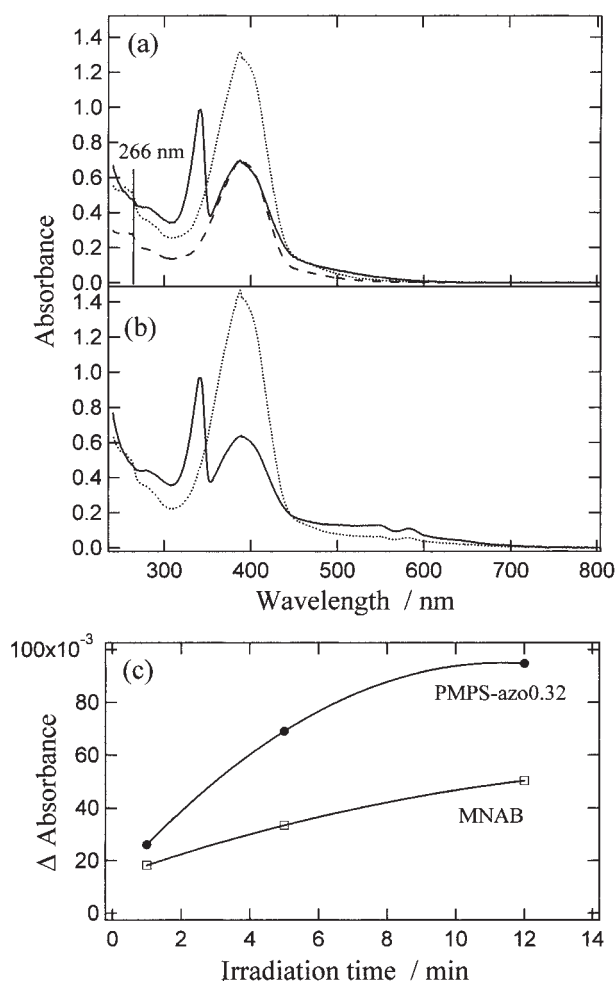 (a)
1.4
1.2
1.0
0.8
0.6
0.4
0.2
0.0
266 nm
Absorbance
(b)
1.4
1.2
1.0
0.8
0.6
0.4
0.2
0.0
300 400 500 600 700 800
Wavelength / nm
(c)
100x10-3
80
60
40
20
0
Δ Absorbance
PMPS-azo0.32
MNAB
0 2 4 6 8 10 12 14
Irradiation time / min